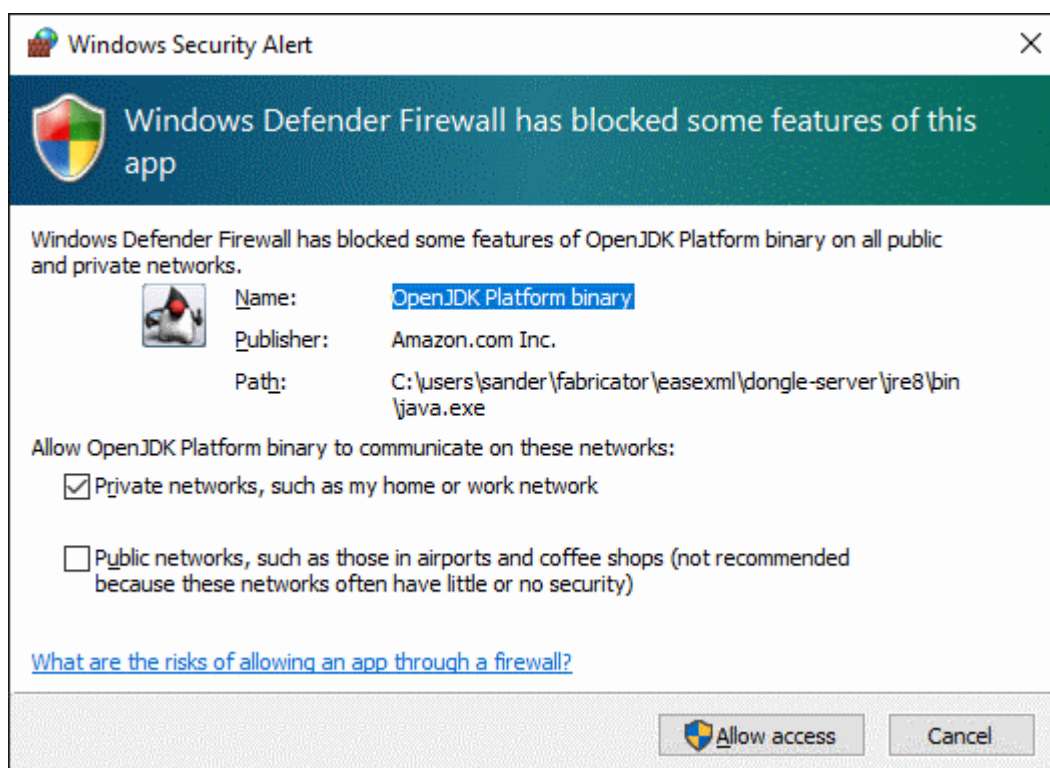 Windows Security Alert
Windows Defender Firewall has blocked some features of this
app
Windows Defender Firewall has blocked some features of OpenJDK Platform binary on all public
and private networks.
Name: OpenJDK Platform binary
Publisher: Amazon.com Inc.
Path: C:\users\sander\fabricator\easexml\dongle-server\jre8\bin
\java.exe
Allow OpenJDK Platform binary to communicate on these networks:
Private networks, such as my home or work network
Public networks, such as those in airports and coffee shops (not recommended
because these networks often have little or no security)
What are the risks of allowing an app through a firewall?
Allow access Cancel